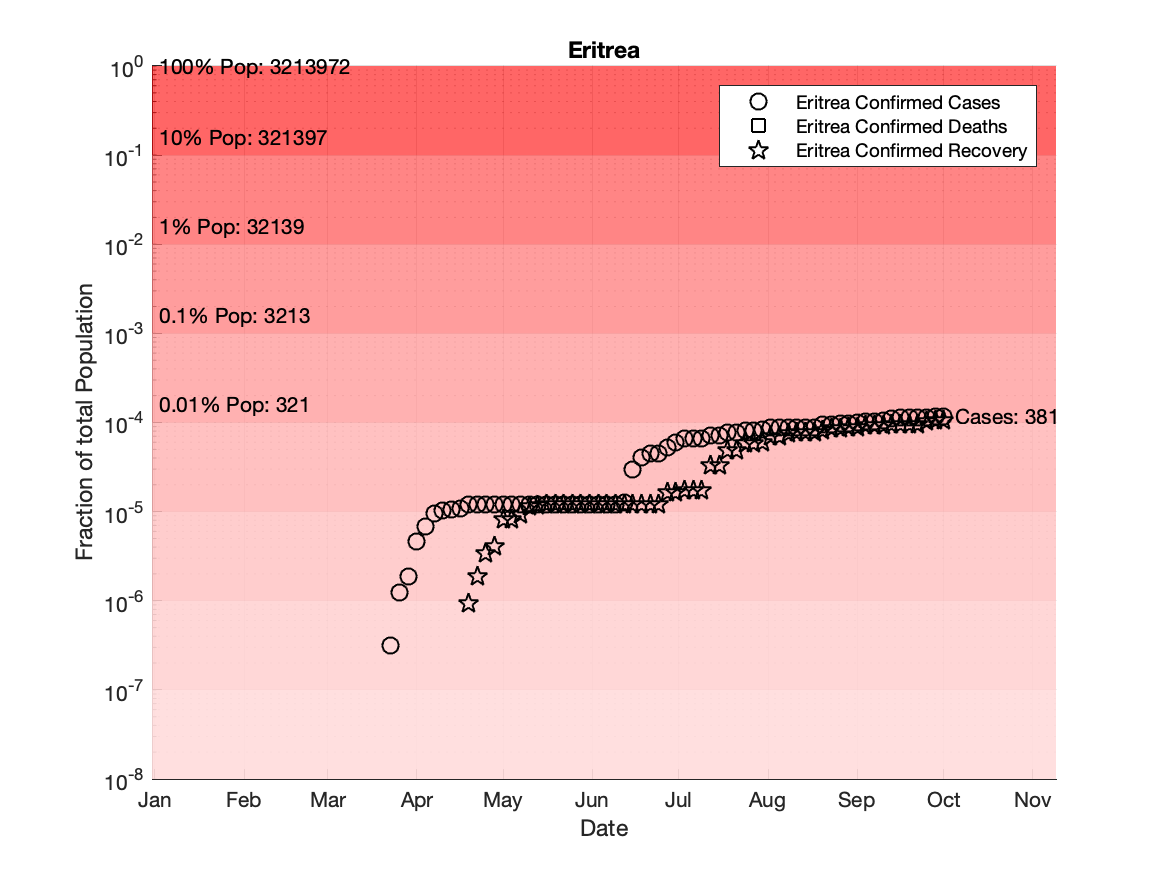 Eritrea
10^0
100% Pop: 3213972
Eritrea Confirmed Cases
Eritrea Confirmed Deaths
Eritrea Confirmed Recovery
10% Pop: 321397
10^-1
1% Pop: 32139
10^-2
0.1% Pop: 3213
10^-3
0.01% Pop: 321
10^-4
Cases: 381
10^-5
10^-6
10^-7
10^-8
Fraction of total Population
Jan Feb Mar Apr May Jun Jul Aug Sep Oct Nov
Date